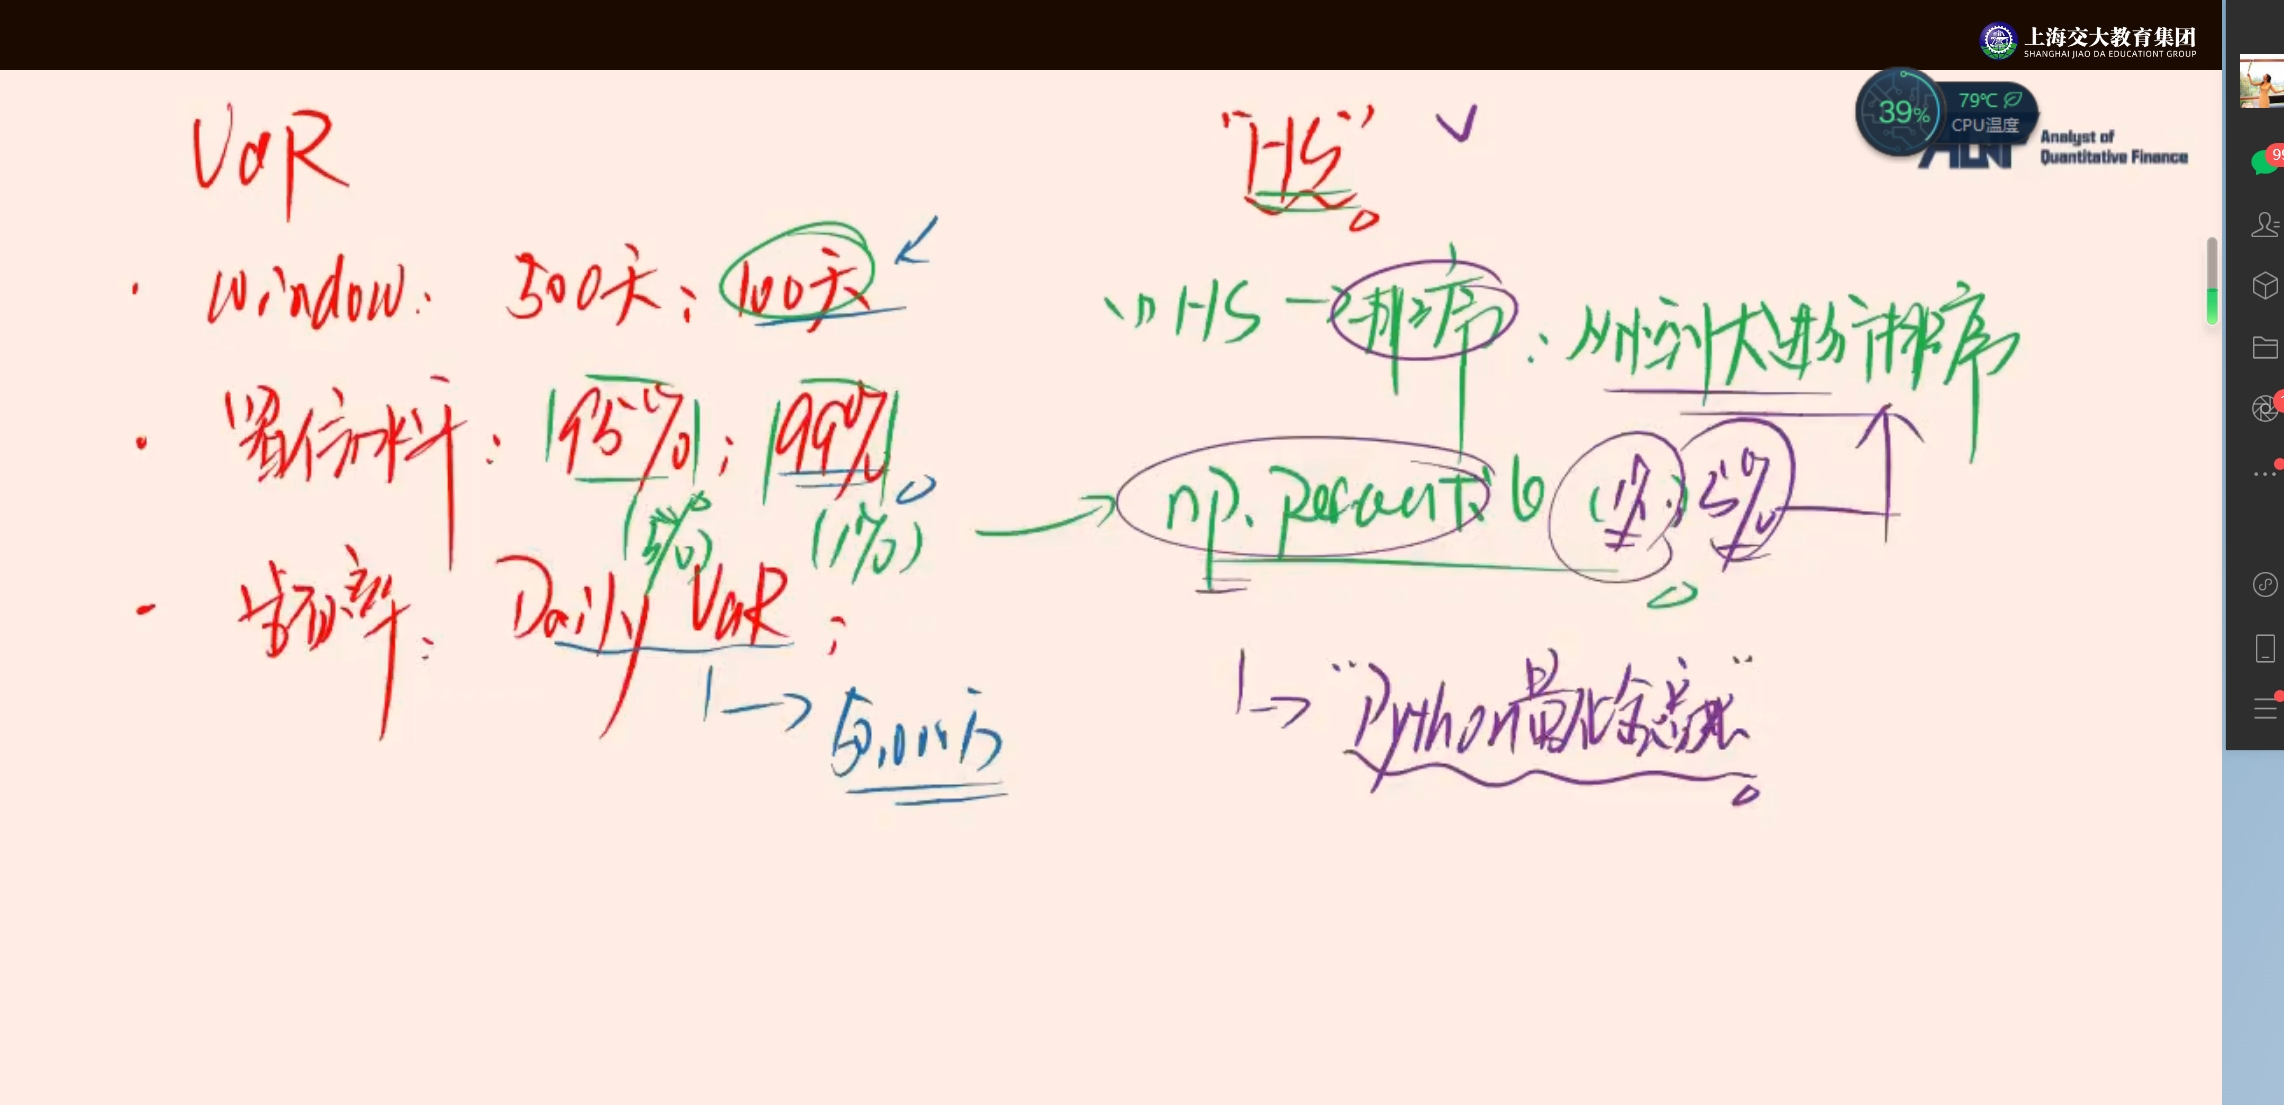 上海交大教育集团
SHANGHAI JIAO DA EDUCATIONT GROUP
39%
79℃
CPU温度
Analyst of
Quantitative Finance
99
VaR
· window: 500天; 100天
· 置信水平: 95%; 99%
(5%) (1%)
· 频率: Daily VaR;
"HS"
(1) HS → 排序: 从小到大进行排序
np. Percentile (1%.) 5%
"Python量化金融"